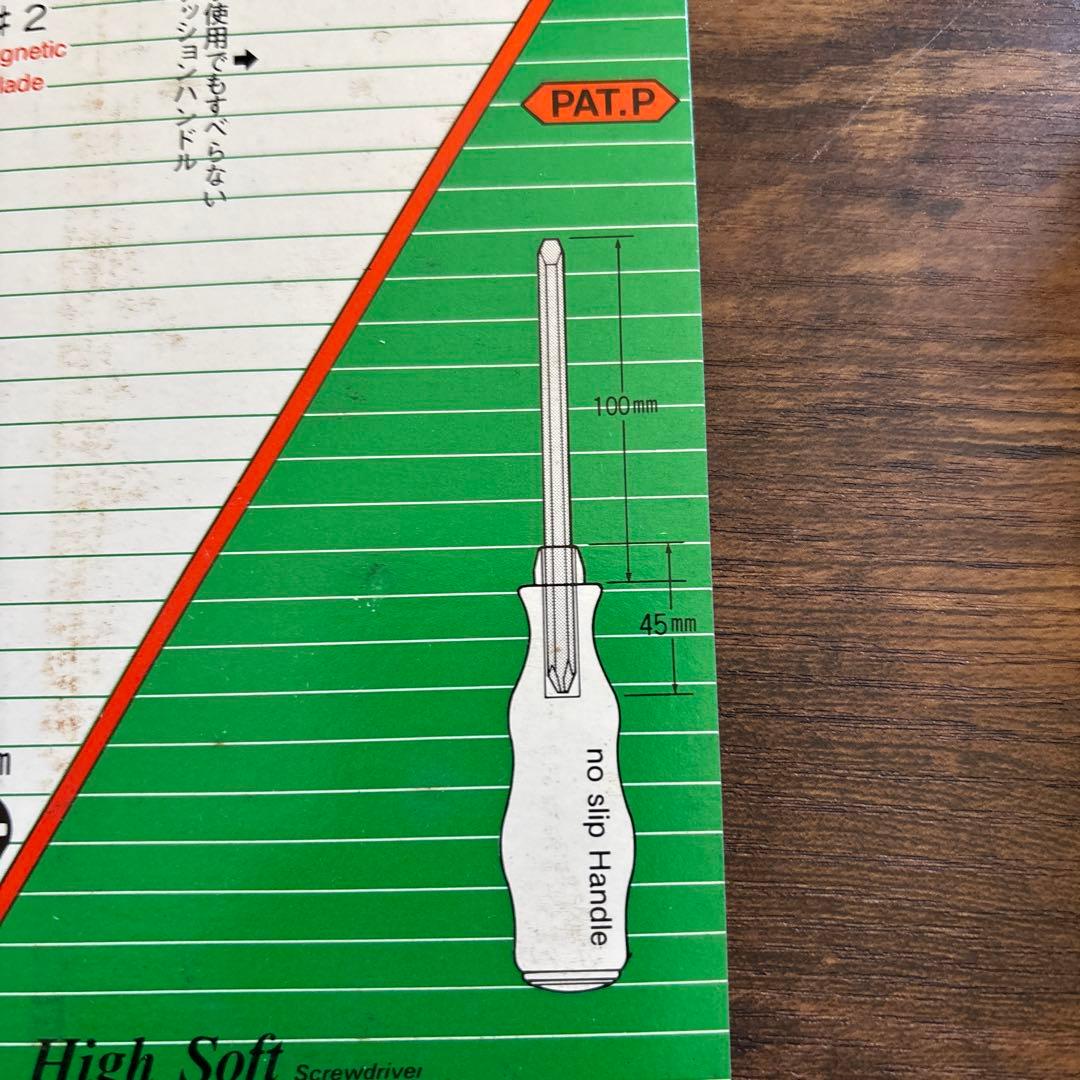 #2
gnetic
lade
使用でもすべらない
ッションハンドル
PAT.P
100mm
45mm
no slip Handle
m
High Soft Screwdriver